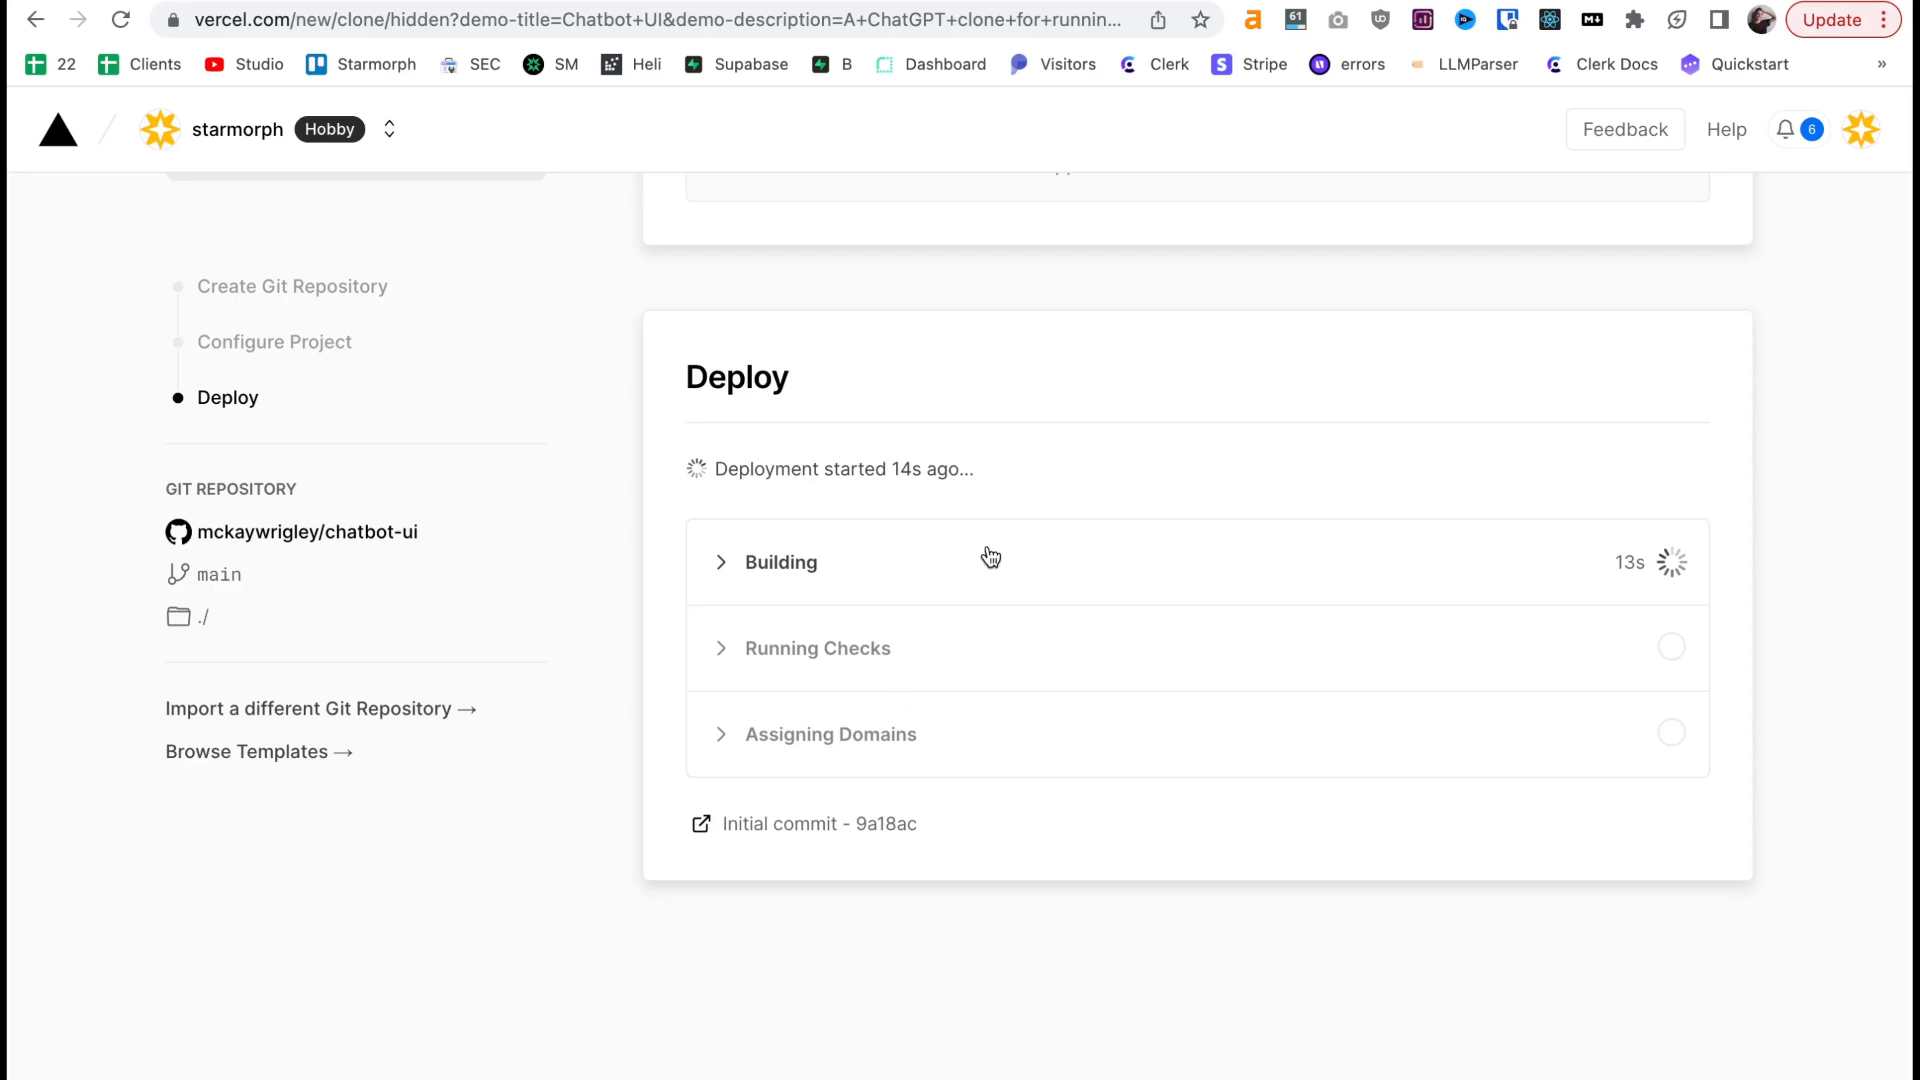 vercel.com/new/clone/hidden?demo-title=Chatbot+UI&demo-description=A+ChatGPT+clone+for+runnin...
61
Update
22 Clients Studio Starmorph SEC SM Heli Supabase B Dashboard Visitors Clerk Stripe errors LLMParser Clerk Docs Quickstart »
starmorph Hobby
Feedback Help 6
Create Git Repository
Configure Project
Deploy
GIT REPOSITORY
mckaywrigley/chatbot-ui
main
./
Import a different Git Repository →
Browse Templates →
Deploy
Deployment started 14s ago...
Building 13s
Running Checks
Assigning Domains
Initial commit - 9a18ac